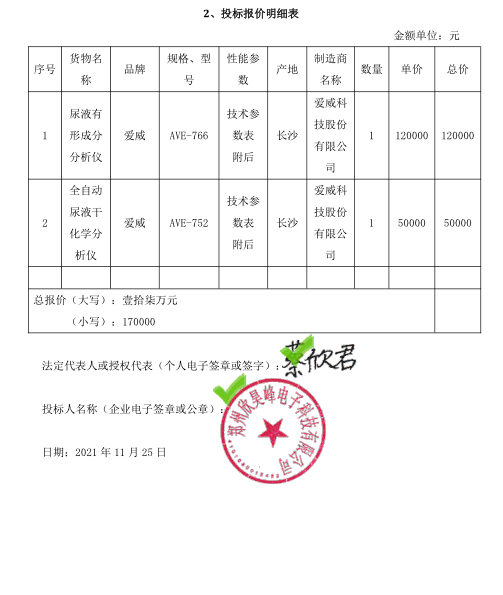 2、投标报价明细表
金额单位：元
序号 货物名称 品牌 规格、型号 性能参数 产地 制造商名称 数量 单价 总价
1 尿液有形成分分析仪 爱威 AVE-766 技术参数表附后 长沙 爱威科技股份有限公司 1 120000 120000
2 全自动尿液干化学分析仪 爱威 AVE-752 技术参数表附后 长沙 爱威科技股份有限公司 1 50000 50000
总报价（大写）：壹拾柒万元
（小写）；170000
法定代表人或授权代表（个人电子签章或签字）：
欣君
投标人名称（企业电子签章或公章）：
郑州欣昊峰电子科技有限公司
日期：2021年11月25日